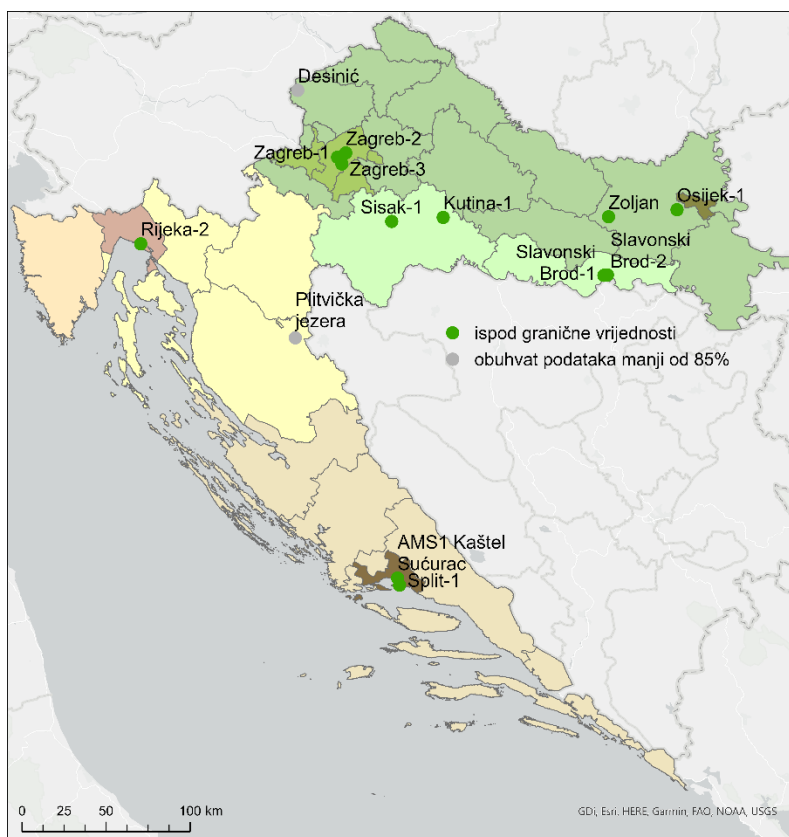 Desinić
Zagreb-2
Zagreb-1
Zagreb-3
Sisak-1
Kutina-1
Zoljan
Osijek-1
Rijeka-2
Slavonski
Brod-1
Slavonski
Brod-2
Plitvička
jezera
ispod granične vrijednosti
obuhvat podataka manji od 85%
AMS1 Kaštel
Sućurac
Split-1
0 25 50 100 km
GDi, Esri, HERE, Garmin, FAO, NOAA, USGS